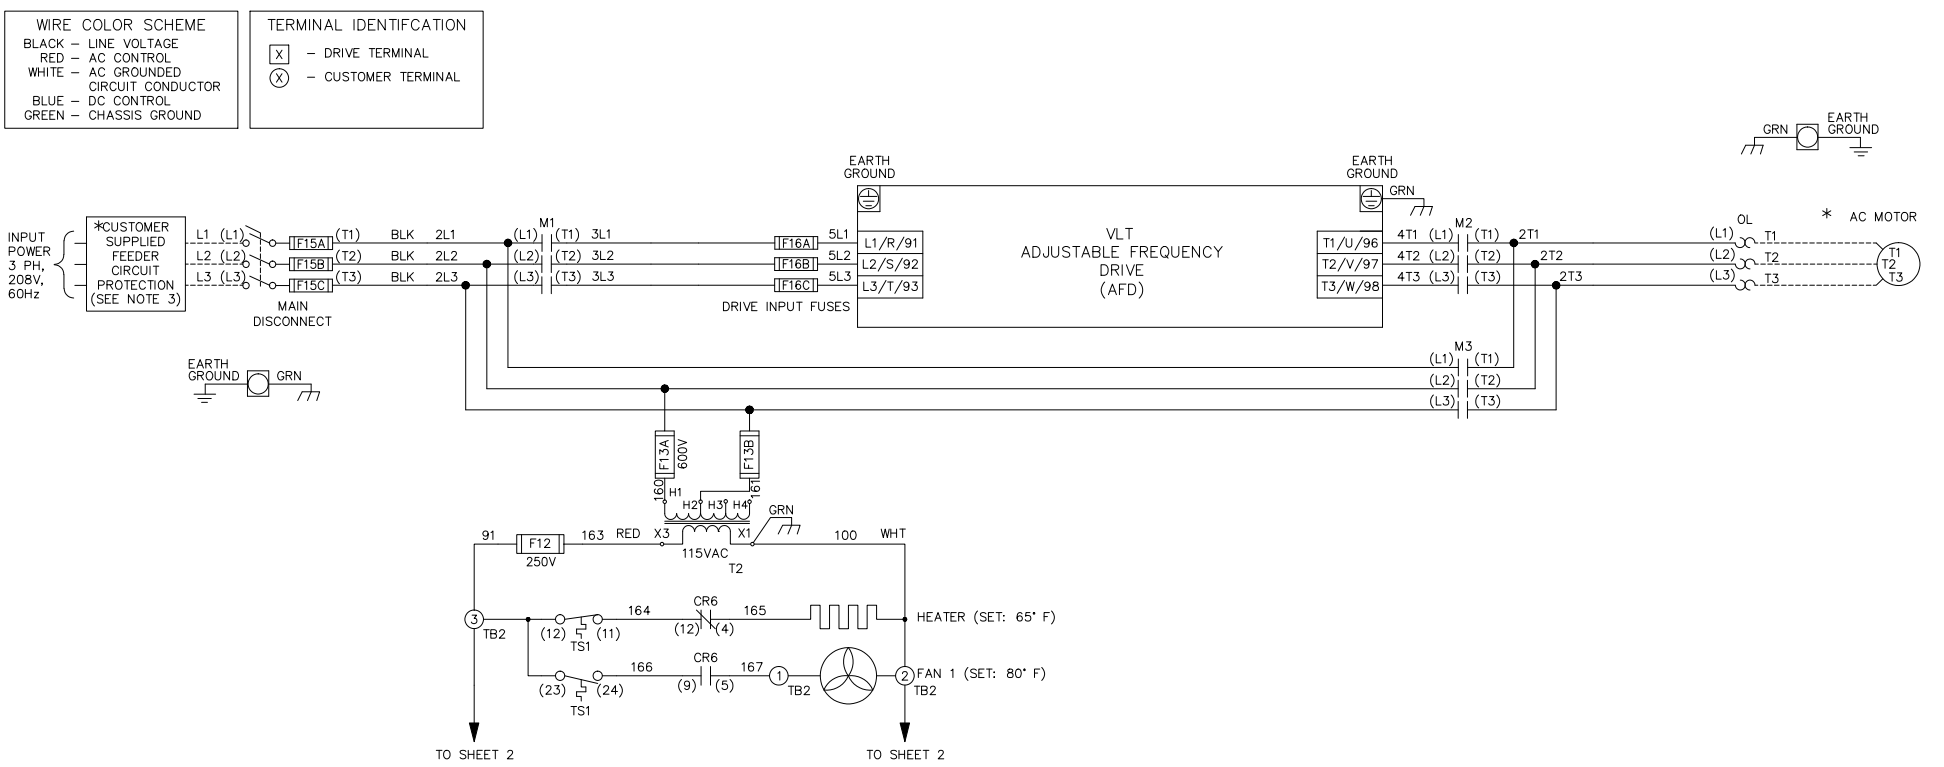 WIRE COLOR SCHEME
BLACK – LINE VOLTAGE
RED – AC CONTROL
WHITE – AC GROUNDED
CIRCUIT CONDUCTOR
BLUE – DC CONTROL
GREEN – CHASSIS GROUND
TERMINAL IDENTIFCATION
X – DRIVE TERMINAL
X – CUSTOMER TERMINAL
GRN
EARTH
GROUND
EARTH
GROUND
EARTH
GROUND
GRN
INPUT
POWER
3 PH,
208V,
60Hz
*CUSTOMER
SUPPLIED
FEEDER
CIRCUIT
PROTECTION
(SEE NOTE 3)
L1 (L1) F15A (T1) BLK 2L1 (L1) M1 (T1) 3L1 F16A 5L1 L1/R/91
L2 (L2) F15B (T2) BLK 2L2 (L2) (T2) 3L2 F16B 5L2 L2/S/92
L3 (L3) F15C (T3) BLK 2L3 (L3) (T3) 3L3 F16C 5L3 L3/T/93
MAIN
DISCONNECT
DRIVE INPUT FUSES
VLT
ADJUSTABLE FREQUENCY
DRIVE
(AFD)
T1/U/96 4T1 (L1) M2 (T1) 2T1 (L1) OL T1
T2/V/97 4T2 (L2) (T2) 2T2 (L2) T2
T3/W/98 4T3 (L3) (T3) 2T3 (L3) T3
* AC MOTOR
T1
T2
T3
EARTH
GROUND
GRN
M3
(L1) (T1)
(L2) (T2)
(L3) (T3)
F13A
600V
F13B
160
161
H1
H2 H3 H4
GRN
91 F12 163 RED X3 X1 100 WHT
250V
115VAC
T2
3
TB2
(12) (11)
TS1
164
CR6
(12) (4)
165
HEATER (SET: 65° F)
(23) (24)
TS1
166
CR6
(9) (5)
167
1
TB2
2
TB2
FAN 1 (SET: 80° F)
TO SHEET 2
TO SHEET 2